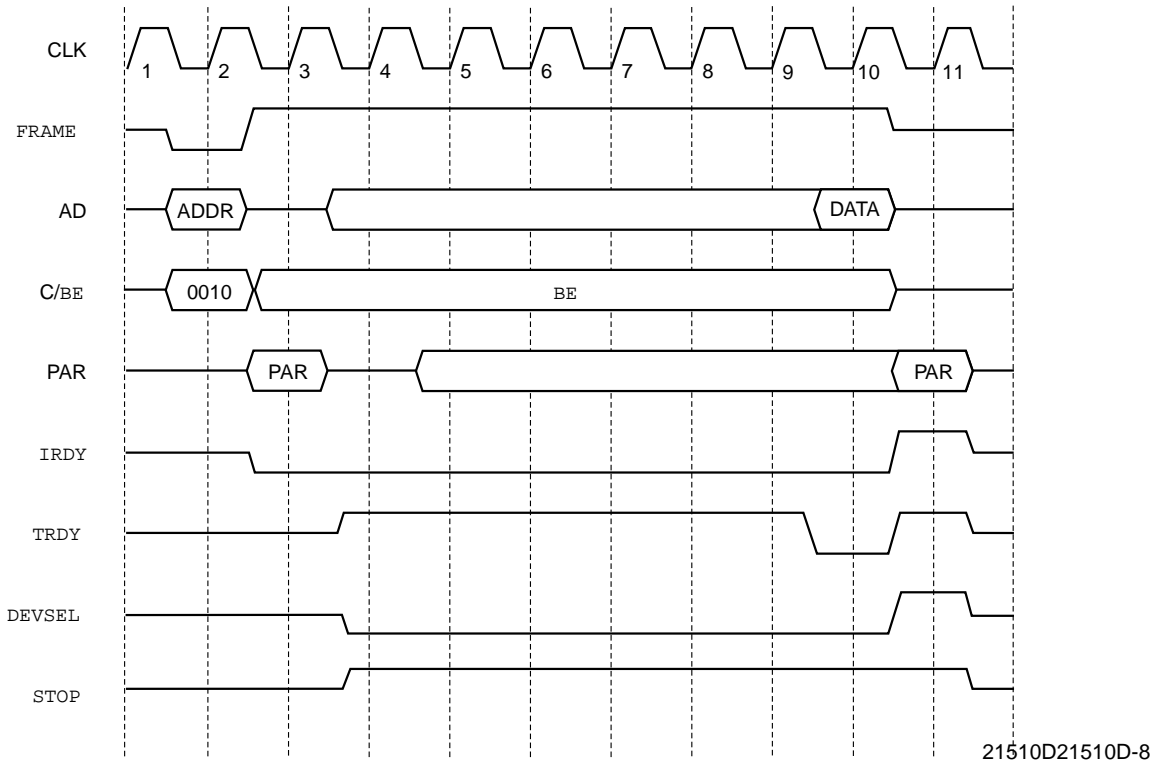 CLK
1 2 3 4 5 6 7 8 9 10 11
FRAME
AD ADDR DATA
C/BE 0010 BE
PAR PAR PAR
IRDY
TRDY
DEVSEL
STOP
21510D21510D-8